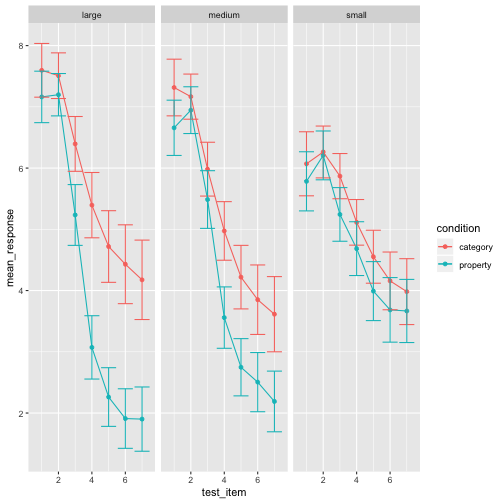 large medium small
8
6
4
2
mean_response
2 4 6 2 4 6 2 4 6
test_item
condition
category
property